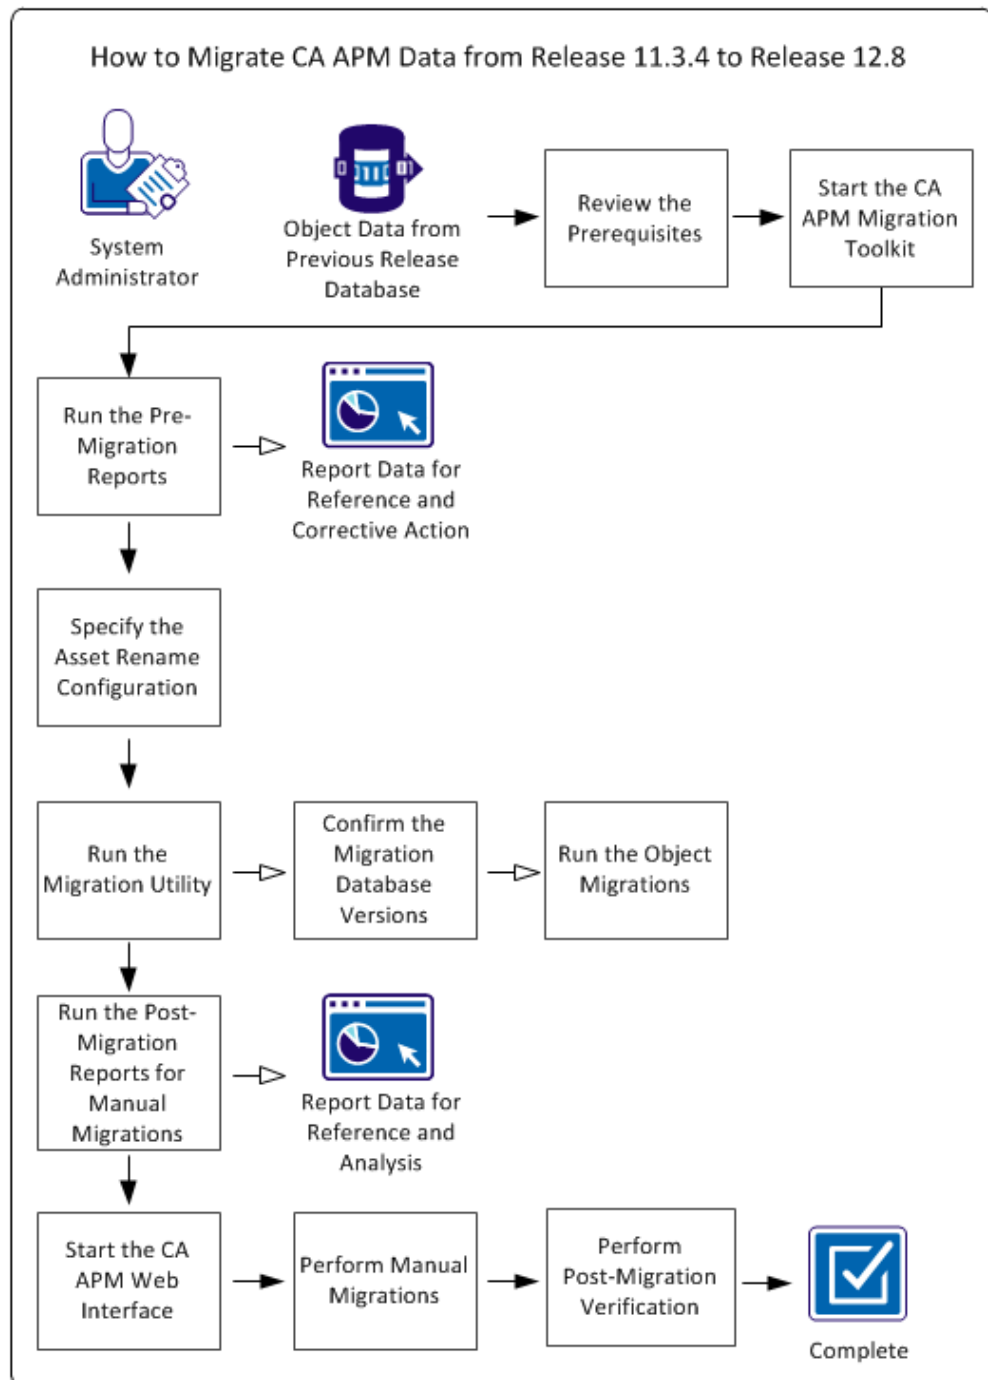 How to Migrate CA APM Data from Release 11.3.4 to Release 12.8
System
Administrator
Object Data from
Previous Release
Database
Review the
Prerequisites
Start the CA
APM Migration
Toolkit
Run the Pre-
Migration
Reports
Report Data for
Reference and
Corrective Action
Specify the
Asset Rename
Configuration
Run the
Migration Utility
Confirm the
Migration
Database
Versions
Run the Object
Migrations
Run the Post-
Migration
Reports for
Manual
Migrations
Report Data for
Reference and
Analysis
Start the CA
APM Web
Interface
Perform Manual
Migrations
Perform
Post-Migration
Verification
Complete